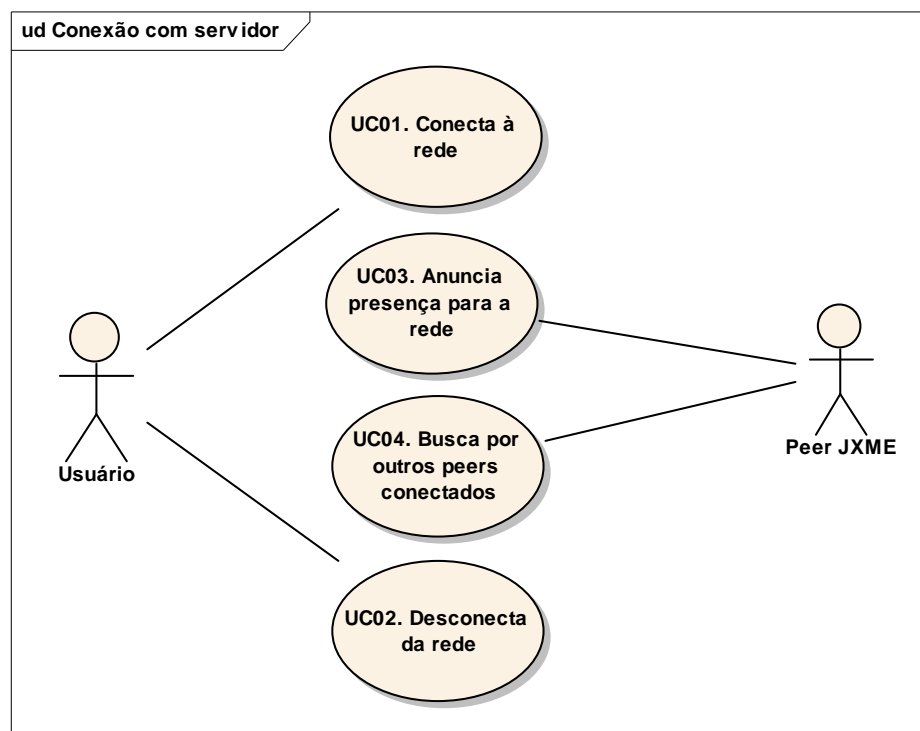 ud Conexão com servidor
UC01. Conecta à
rede
UC03. Anuncia
presença para a
rede
Usuário
Peer JXME
UC04. Busca por
outros peers
conectados
UC02. Desconecta
da rede